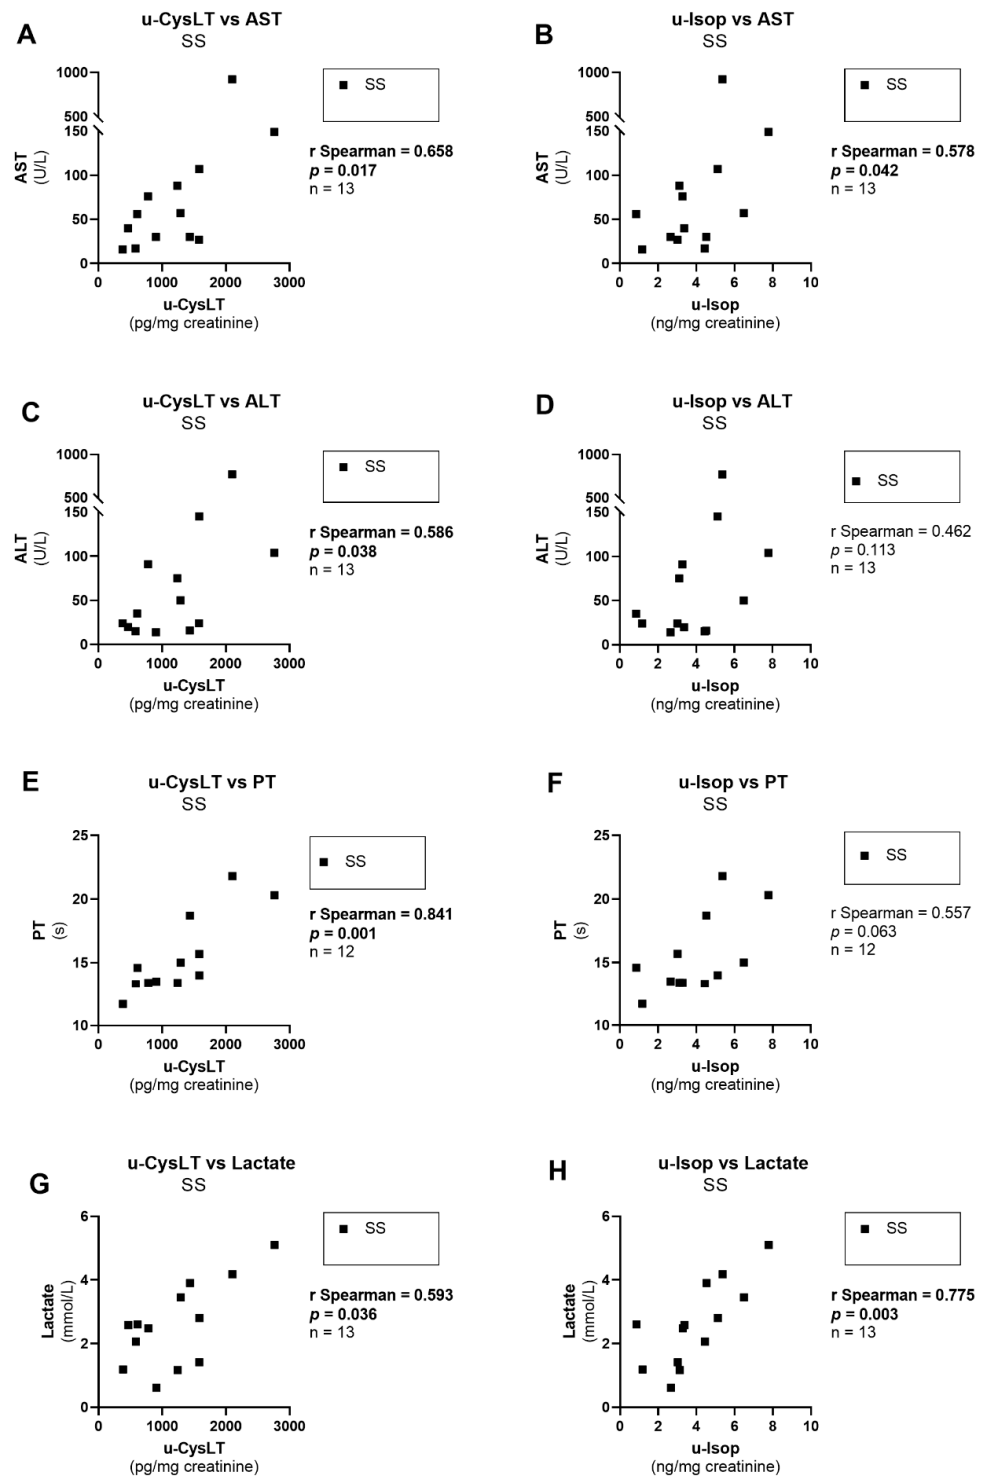 A
u-CysLT vs AST
SS
1000
500
150
100
50
0
AST
(U/L)
0 1000 2000 3000
u-CysLT
(pg/mg creatinine)
SS
r Spearman = 0.658
p = 0.017
n = 13
B
u-Isop vs AST
SS
1000
500
150
100
50
0
AST
(U/L)
0 2 4 6 8 10
u-Isop
(ng/mg creatinine)
SS
r Spearman = 0.578
p = 0.042
n = 13
C
u-CysLT vs ALT
SS
1000
500
150
100
50
0
ALT
(U/L)
0 1000 2000 3000
u-CysLT
(pg/mg creatinine)
SS
r Spearman = 0.586
p = 0.038
n = 13
D
u-Isop vs ALT
SS
1000
500
150
100
50
0
ALT
(U/L)
0 2 4 6 8 10
u-Isop
(ng/mg creatinine)
SS
r Spearman = 0.462
p = 0.113
n = 13
E
u-CysLT vs PT
SS
25
20
15
10
PT
(s)
0 1000 2000 3000
u-CysLT
(pg/mg creatinine)
SS
r Spearman = 0.841
p = 0.001
n = 12
F
u-Isop vs PT
SS
25
20
15
10
PT
(s)
0 2 4 6 8 10
u-Isop
(ng/mg creatinine)
SS
r Spearman = 0.557
p = 0.063
n = 12
G
u-CysLT vs Lactate
SS
6
4
2
0
Lactate
(mmol/L)
0 1000 2000 3000
u-CysLT
(pg/mg creatinine)
SS
r Spearman = 0.593
p = 0.036
n = 13
H
u-Isop vs Lactate
SS
6
4
2
0
Lactate
(mmol/L)
0 2 4 6 8 10
u-Isop
(ng/mg creatinine)
SS
r Spearman = 0.775
p = 0.003
n = 13